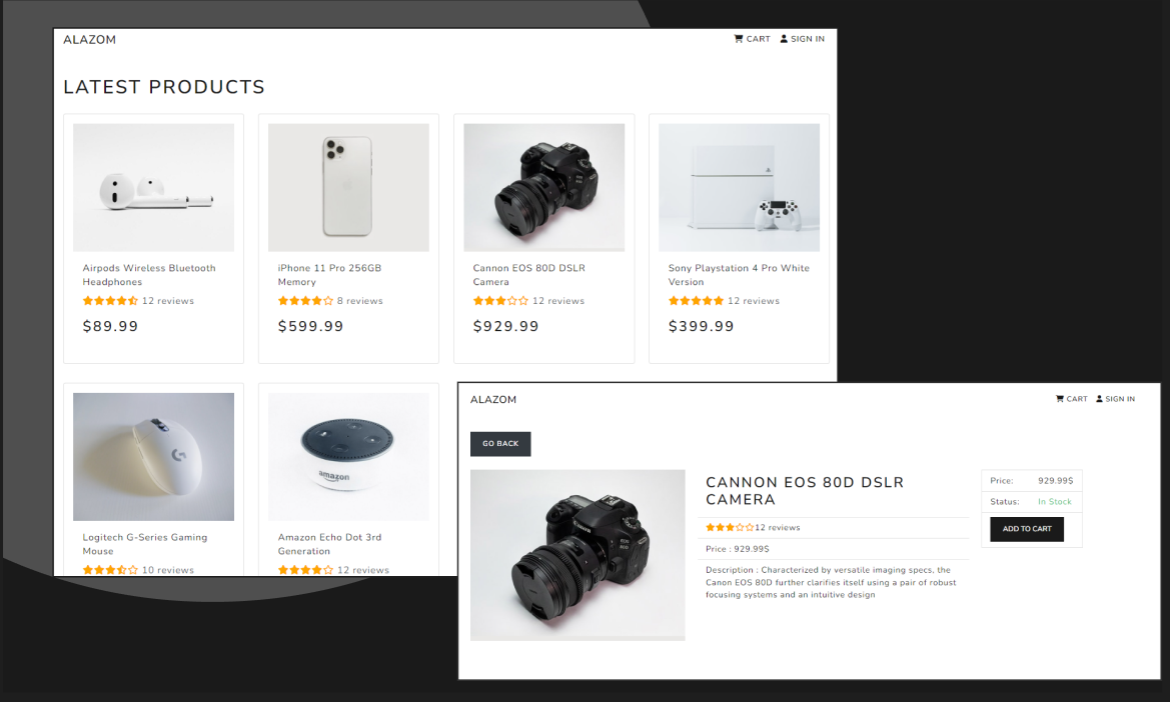 ALAZOM
CART SIGN IN
LATEST PRODUCTS
Airpods Wireless Bluetooth
Headphones
12 reviews
$89.99
iPhone 11 Pro 256GB
Memory
8 reviews
$599.99
Cannon EOS 80D DSLR
Camera
12 reviews
$929.99
Sony Playstation 4 Pro White
Version
12 reviews
$399.99
Logitech G-Series Gaming
Mouse
10 reviews
amazon
Amazon Echo Dot 3rd
Generation
12 reviews
ALAZOM
CART SIGN IN
GO BACK
CANNON EOS 80D DSLR
CAMERA
12 reviews
Price : 929.99$
Description : Characterized by versatile imaging specs, the
Canon EOS 80D further clarifies itself using a pair of robust
focusing systems and an intuitive design
Price: 929.99$
Status: In Stock
ADD TO CART